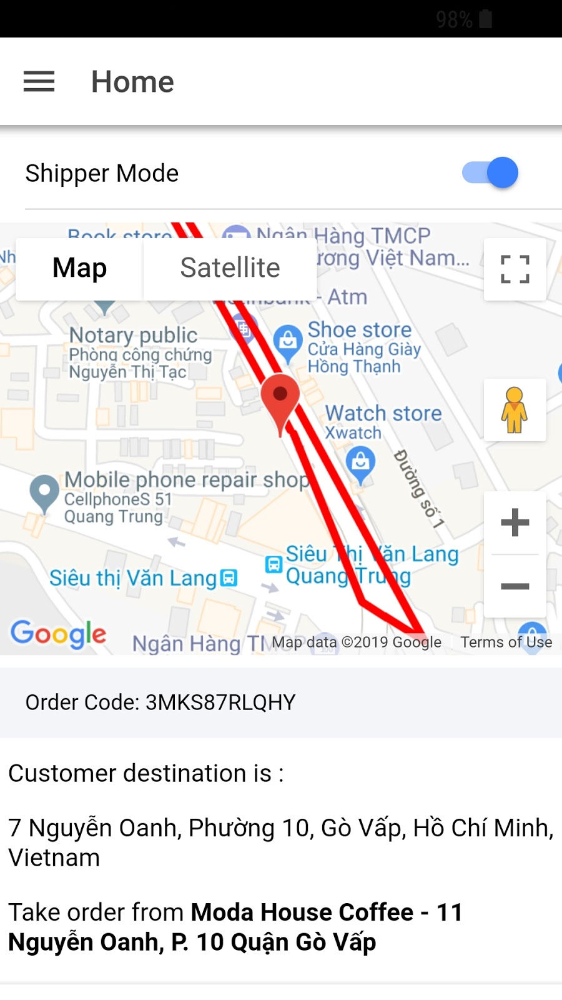 98%
Home
Shipper Mode
Book store
Ngân Hàng TMCP
ương Việt Nam...
Nh
Map
Satellite
- Atm
Notary public
Phòng công chứng
Nguyễn Thị Tạc
Shoe store
Cửa Hàng Giày
Hồng Thạnh
Watch store
Xwatch
Đường số 1
Mobile phone repair shop
CellphoneS 51
Quang Trung
Siêu Thị Văn Lang
Quang Trung
Siêu thị Văn Lang
Google
Ngân Hàng TMCP
Map data ©2019 Google
Terms of Use
Order Code: 3MKS87RLQHY
Customer destination is :
7 Nguyễn Oanh, Phường 10, Gò Vấp, Hồ Chí Minh,
Vietnam
Take order from Moda House Coffee - 11
Nguyễn Oanh, P. 10 Quận Gò Vấp